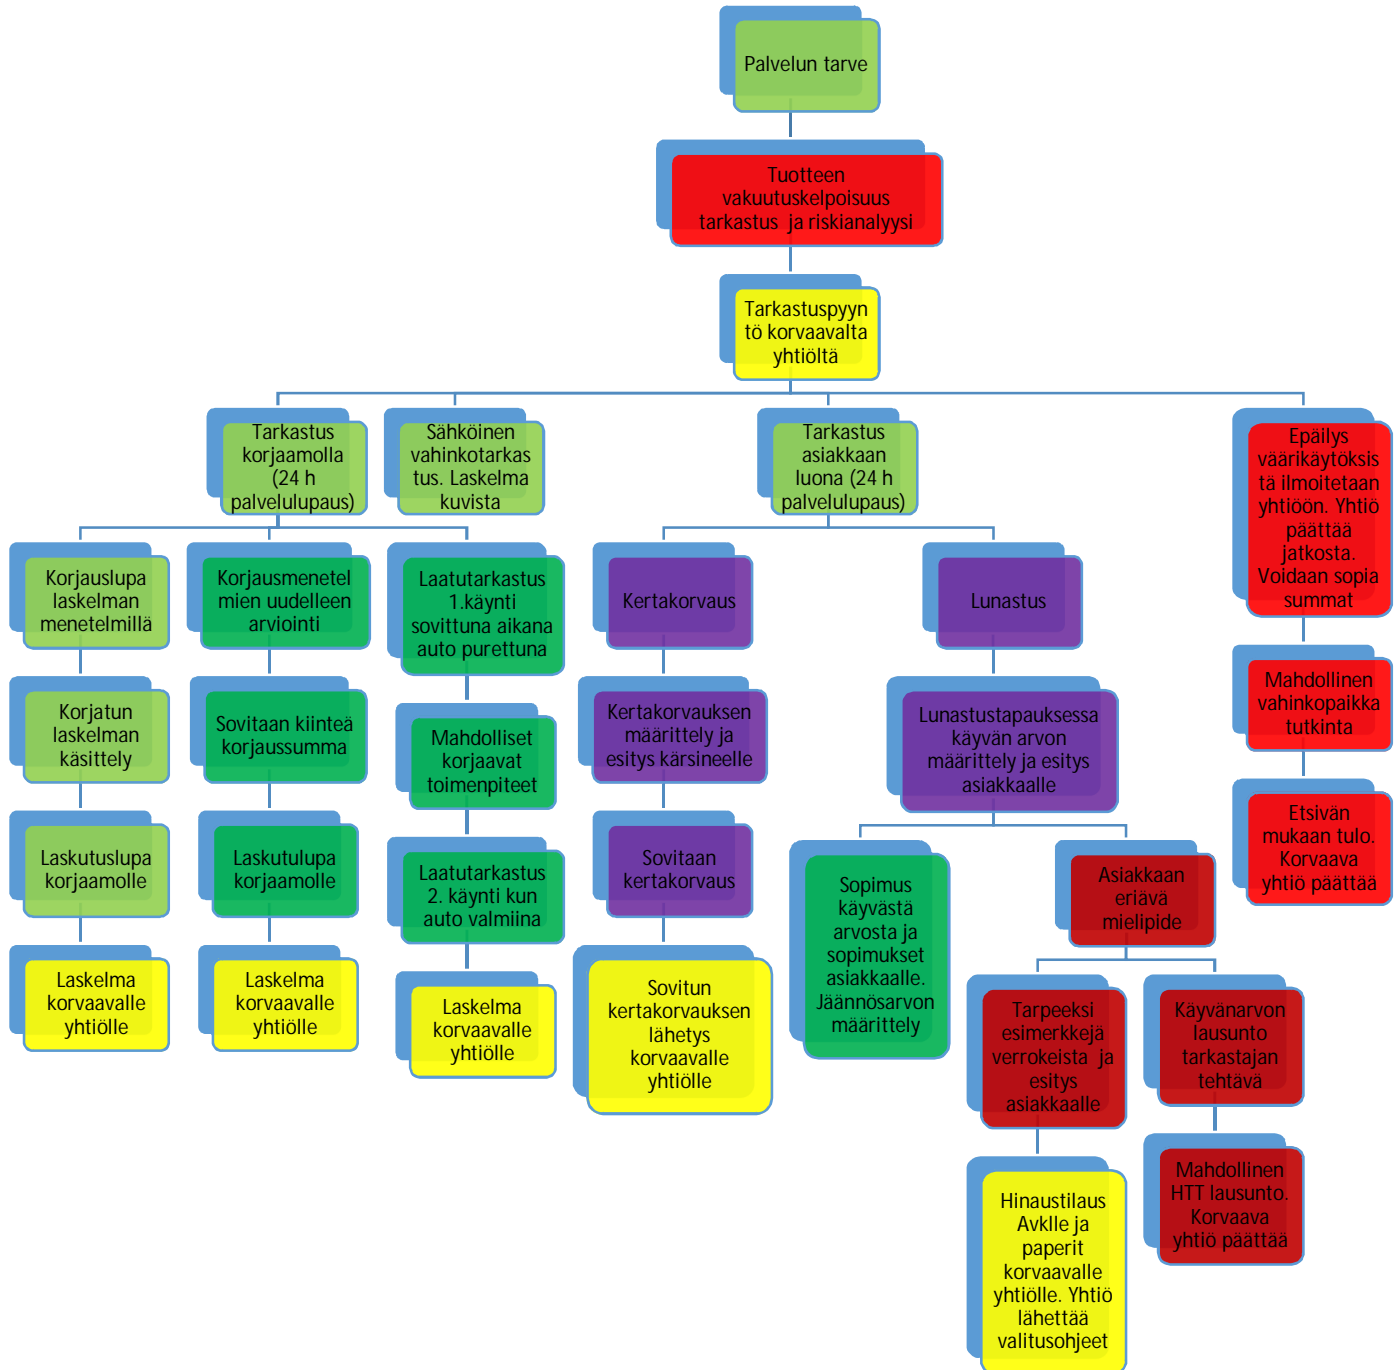 Palvelun tarve
Tuotteen
vakuutuskelpoisuus
tarkastus ja riskianalyysi
Tarkastuspyyn
tö korvaavalta
yhtiöltä
Tarkastus
korjaamolla
(24 h
palvelulupaus)
Sähköinen
vahinkotarkas
tus. Laskelma
kuvista
Tarkastus
asiakkaan
luona (24 h
palvelulupaus)
Epäilys
väärikäytöksis
tä ilmoitetaan
yhtiöön. Yhtiö
päättää
jatkosta.
Voidaan sopia
summat
Korjauslupa
laskelman
menetelmillä
Korjausmenetel
mien uudelleen
arviointi
Laatutarkastus
1.käynti
sovittuna aikana
auto purettuna
Kertakorvaus
Lunastus
Korjatun
laskelman
käsittely
Sovitaan kiinteä
korjaussumma
Mahdolliset
korjaavat
toimenpiteet
Kertakorvauksen
määrittely ja
esitys kärsineelle
Lunastustapauksessa
käyvän arvon
määrittely ja esitys
asiakkaalle
Mahdollinen
vahinkopaikka
tutkinta
Laskutuslupa
korjaamolle
Laskutulupa
korjaamolle
Laatutarkastus
2. käynti kun
auto valmiina
Sovitaan
kertakorvaus
Sopimus
käyvästä
arvosta ja
sopimukset
asiakkaalle.
Jäännösarvon
määrittely
Asiakkaan
eriävä
mielipide
Etsivän
mukaan tulo.
Korvaava
yhtiö päättää
Laskelma
korvaavalle
yhtiölle
Laskelma
korvaavalle
yhtiölle
Laskelma
korvaavalle
yhtiölle
Sovitun
kertakorvauksen
lähetys
korvaavalle
yhtiölle
Tarpeeksi
esimerkkejä
verrokeista ja
esitys
asiakkaalle
Käyvänarvon
lausunto
tarkastajan
tehtävä
Hinaustilaus
Avklle ja
paperit
korvaavalle
yhtiölle. Yhtiö
lähettää
valitusohjeet
Mahdollinen
HTT lausunto.
Korvaava
yhtiö päättää